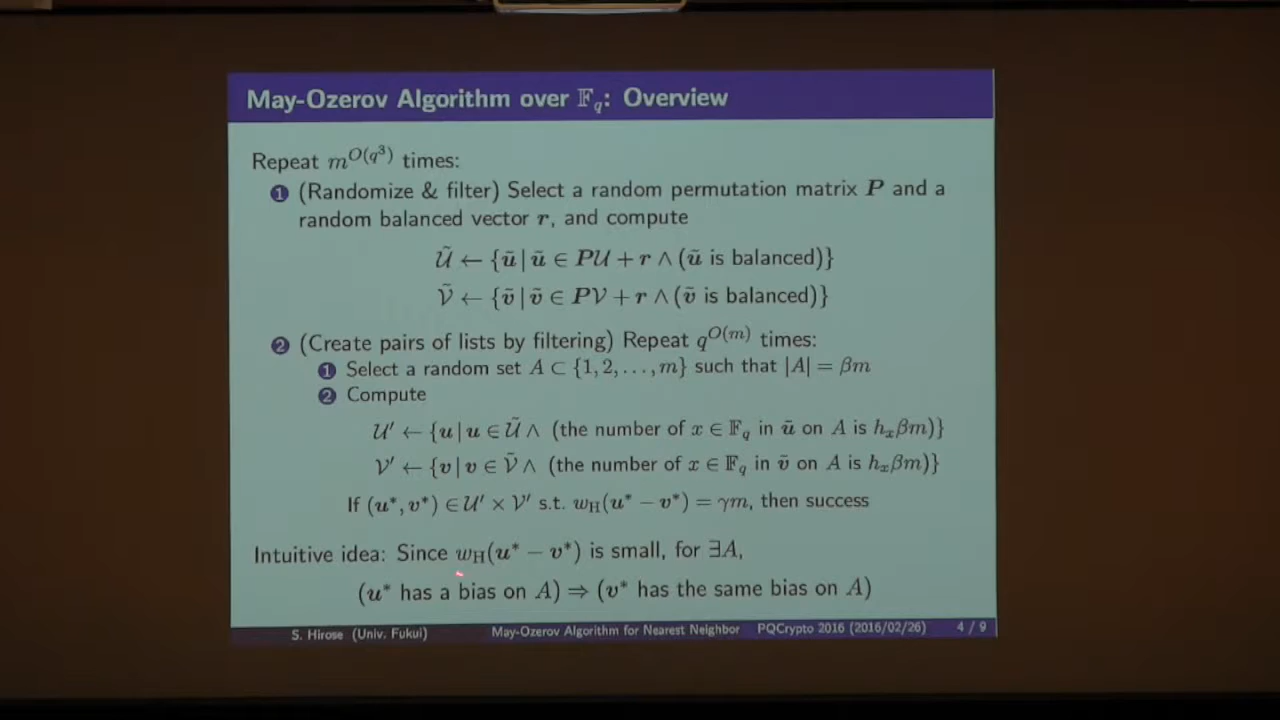 May-Ozerov Algorithm over 𝔽_q: Overview
Repeat m^{O(q^3)} times:
1 (Randomize & filter) Select a random permutation matrix P and a
random balanced vector r, and compute
Ũ ← {ũ | ũ ∈ PU + r ∧ (ũ is balanced)}
Ṽ ← {ṽ | ṽ ∈ PV + r ∧ (ṽ is balanced)}
2 (Create pairs of lists by filtering) Repeat q^{O(m)} times:
1 Select a random set A ⊂ {1, 2, . . . , m} such that |A| = βm
2 Compute
U′ ← {u | u ∈ Ũ ∧ (the number of x ∈ 𝔽_q in ũ on A is h_xβm)}
V′ ← {v | v ∈ Ṽ ∧ (the number of x ∈ 𝔽_q in ṽ on A is h_xβm)}
If (u*, v*) ∈ U′ × V′ s.t. w_H(u* − v*) = γm, then success
Intuitive idea: Since w_H(u* − v*) is small, for ∃A,
(u* has a bias on A) ⇒ (v* has the same bias on A)
S. Hirose (Univ. Fukui) May-Ozerov Algorithm for Nearest Neighbor PQCrypto 2016 (2016/02/26) 4 / 9